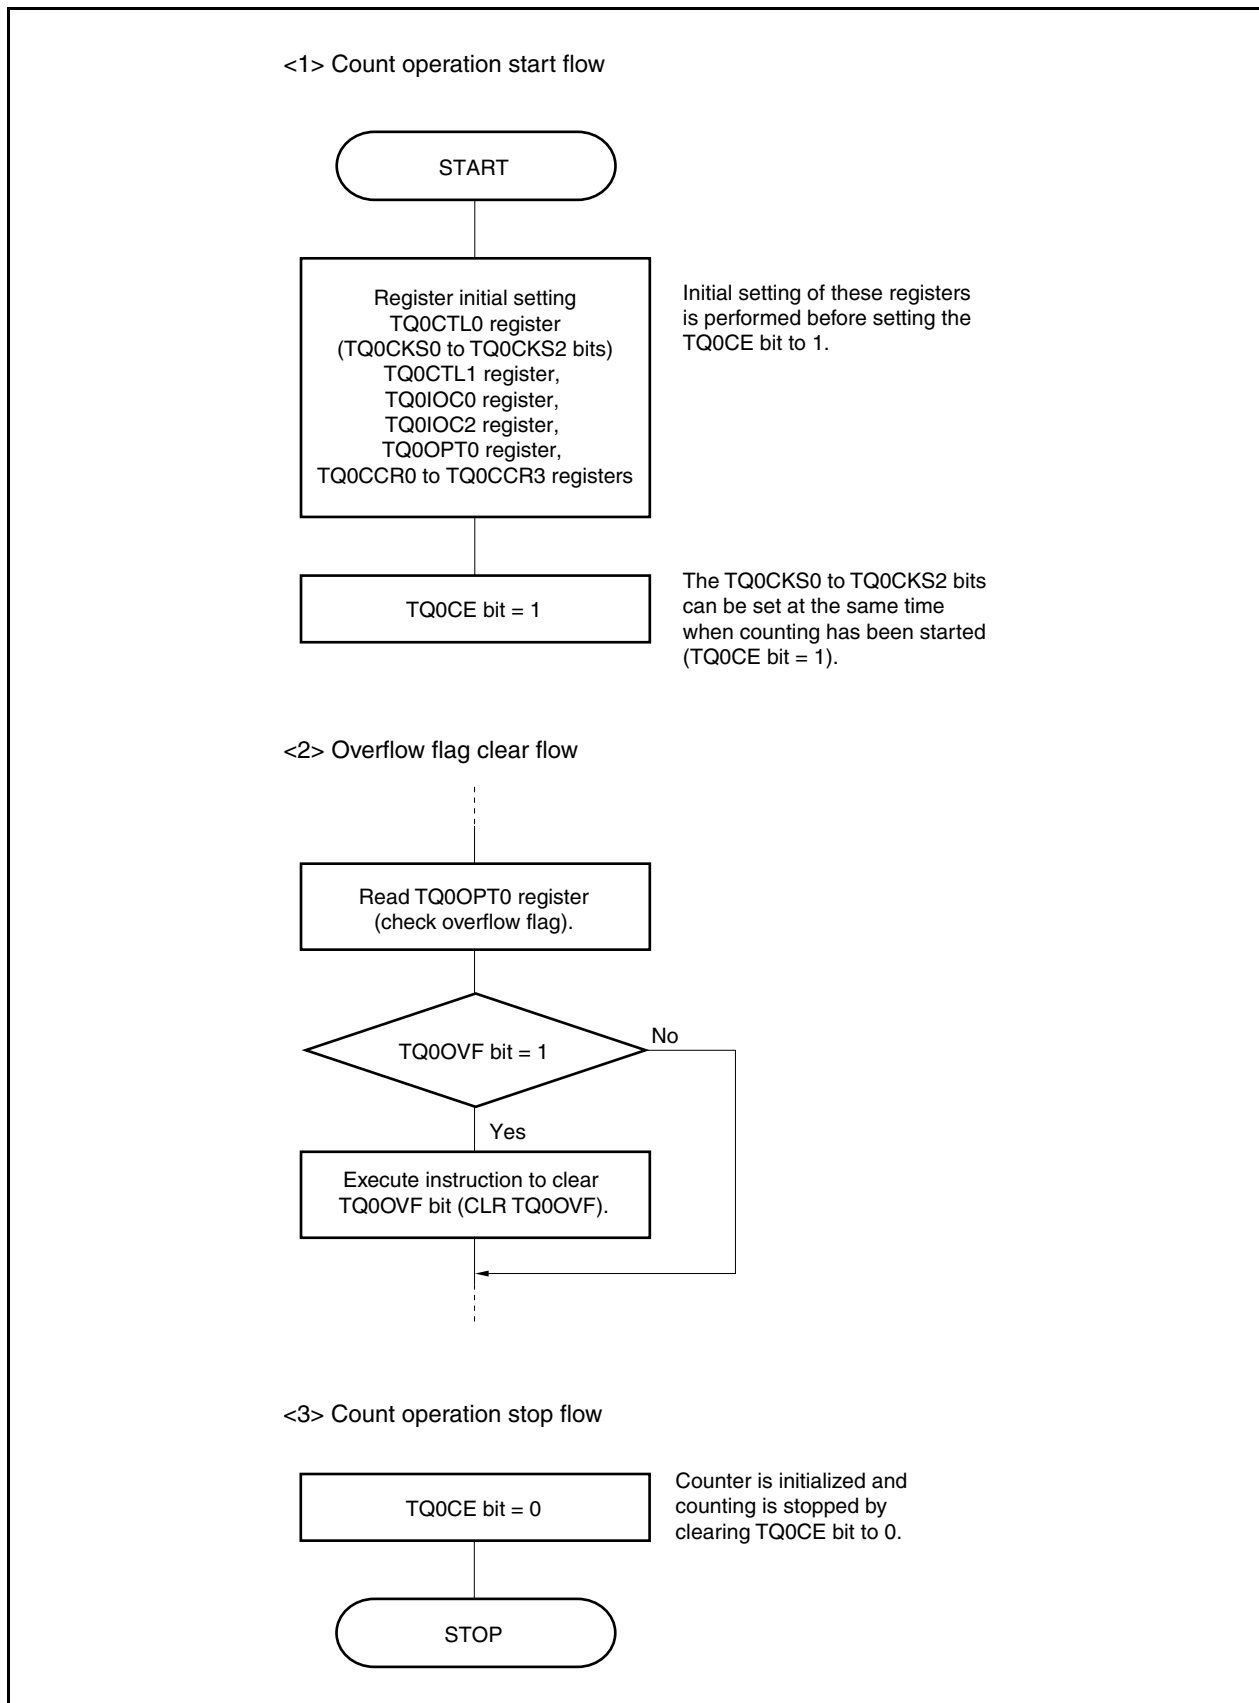 <1> Count operation start flow
START
Register initial setting
TQ0CTL0 register
(TQ0CKS0 to TQ0CKS2 bits)
TQ0CTL1 register,
TQ0IOC0 register,
TQ0IOC2 register,
TQ0OPT0 register,
TQ0CCR0 to TQ0CCR3 registers
Initial setting of these registers
is performed before setting the
TQ0CE bit to 1.
TQ0CE bit = 1
The TQ0CKS0 to TQ0CKS2 bits
can be set at the same time
when counting has been started
(TQ0CE bit = 1).
<2> Overflow flag clear flow
Read TQ0OPT0 register
(check overflow flag).
TQ0OVF bit = 1
No
Yes
Execute instruction to clear
TQ0OVF bit (CLR TQ0OVF).
<3> Count operation stop flow
TQ0CE bit = 0
Counter is initialized and
counting is stopped by
clearing TQ0CE bit to 0.
STOP